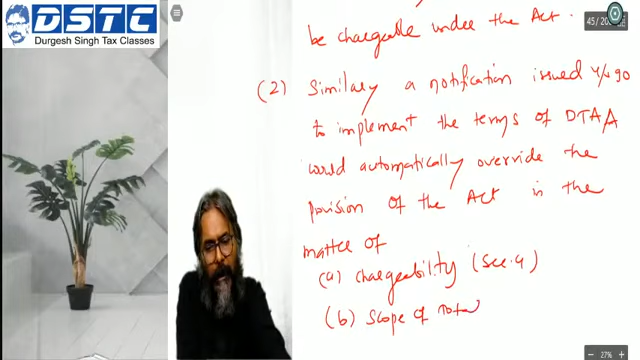 DSTC
Durgesh Singh Tax Classes
45/20
be chargeable under the Act.
(2) Similary a notification issued u/s 90
to implement the terms of DTAA
would automatically override the
provision of the Act in the
matter of
(a) chargeability (Sec. 4)
(b) Scope of Tota
27%